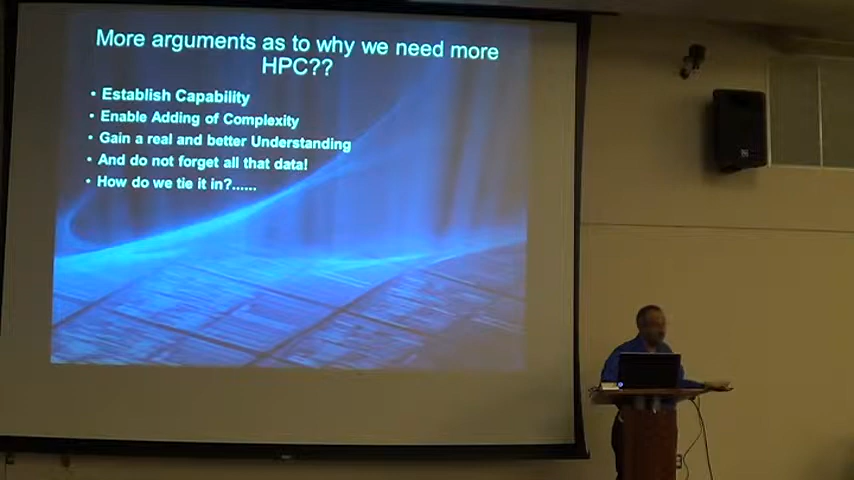 More arguments as to why we need more
HPC??
• Establish Capability
• Enable Adding of Complexity
• Gain a real and better Understanding
• And do not forget all that data!
• How do we tie it in?......